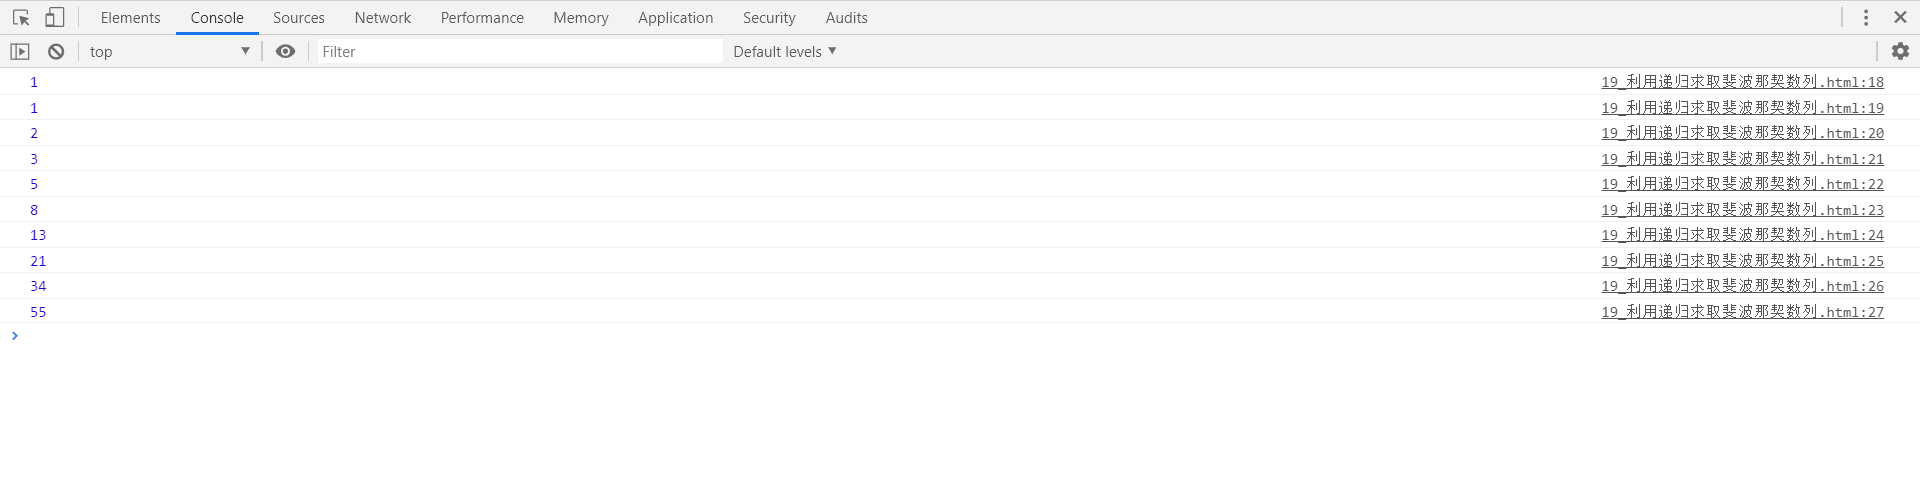 Elements Console Sources Network Performance Memory Application Security Audits
top Filter Default levels
1 19_利用递归求取斐波那契数列.html:18
1 19_利用递归求取斐波那契数列.html:19
2 19_利用递归求取斐波那契数列.html:20
3 19_利用递归求取斐波那契数列.html:21
5 19_利用递归求取斐波那契数列.html:22
8 19_利用递归求取斐波那契数列.html:23
13 19_利用递归求取斐波那契数列.html:24
21 19_利用递归求取斐波那契数列.html:25
34 19_利用递归求取斐波那契数列.html:26
55 19_利用递归求取斐波那契数列.html:27